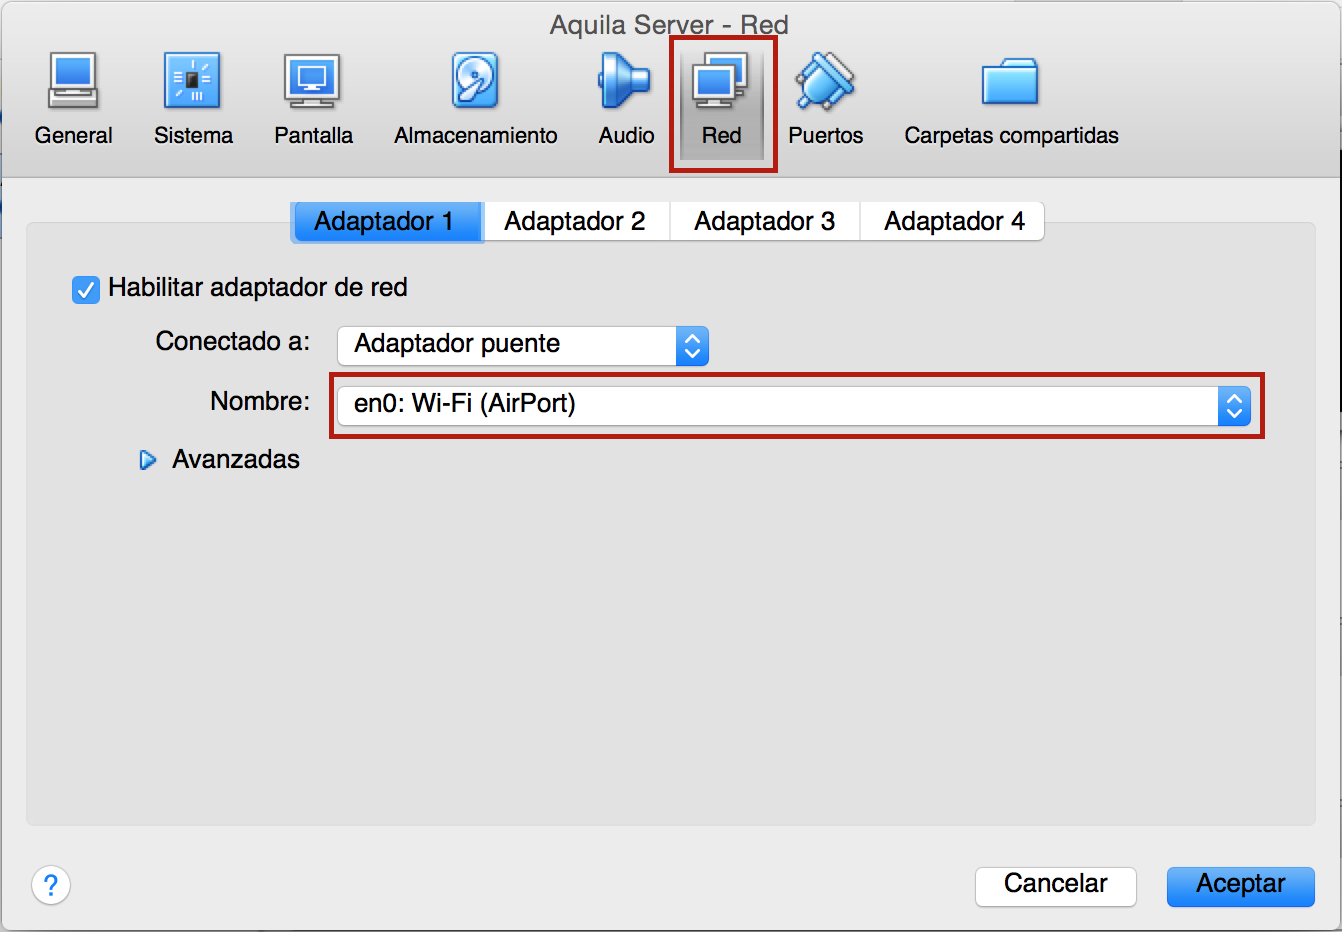 Aquila Server - Red
General Sistema Pantalla Almacenamiento Audio Red Puertos Carpetas compartidas
Adaptador 1 Adaptador 2 Adaptador 3 Adaptador 4
Habilitar adaptador de red
Conectado a: Adaptador puente
Nombre: en0: Wi-Fi (AirPort)
Avanzadas
? Cancelar Aceptar